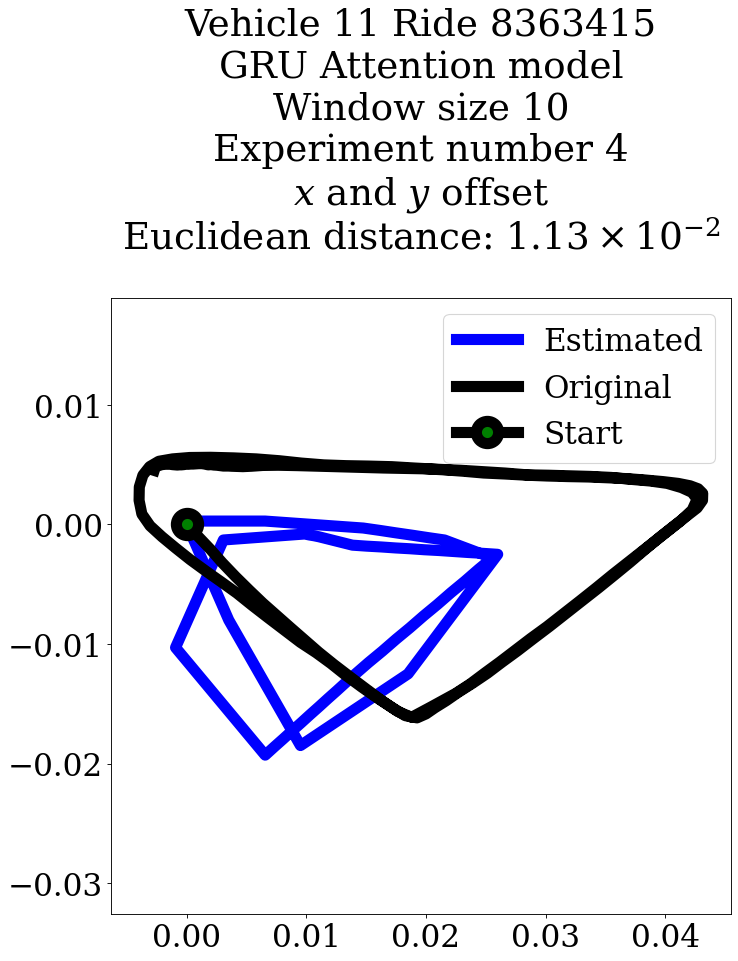 Vehicle 11 Ride 8363415
GRU Attention model
Window size 10
Experiment number 4
x and y offset
Euclidean distance: 1.13 × 10⁻²
Estimated
Original
Start
0.01
0.00
−0.01
−0.02
−0.03
0.00 0.01 0.02 0.03 0.04